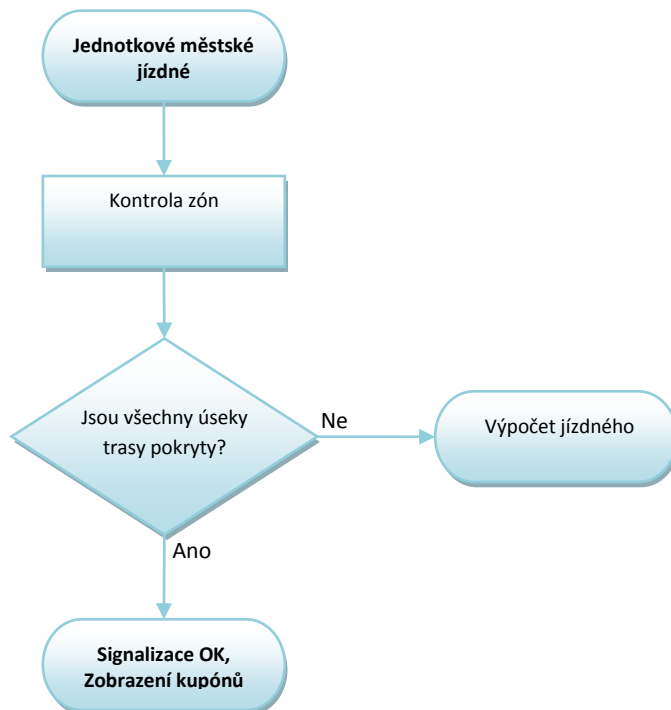 Jednotkové městské
jízdné
Kontrola zón
Jsou všechny úseky
trasy pokryty?
Ne
Výpočet jízdného
Ano
Signalizace OK,
Zobrazení kupónů